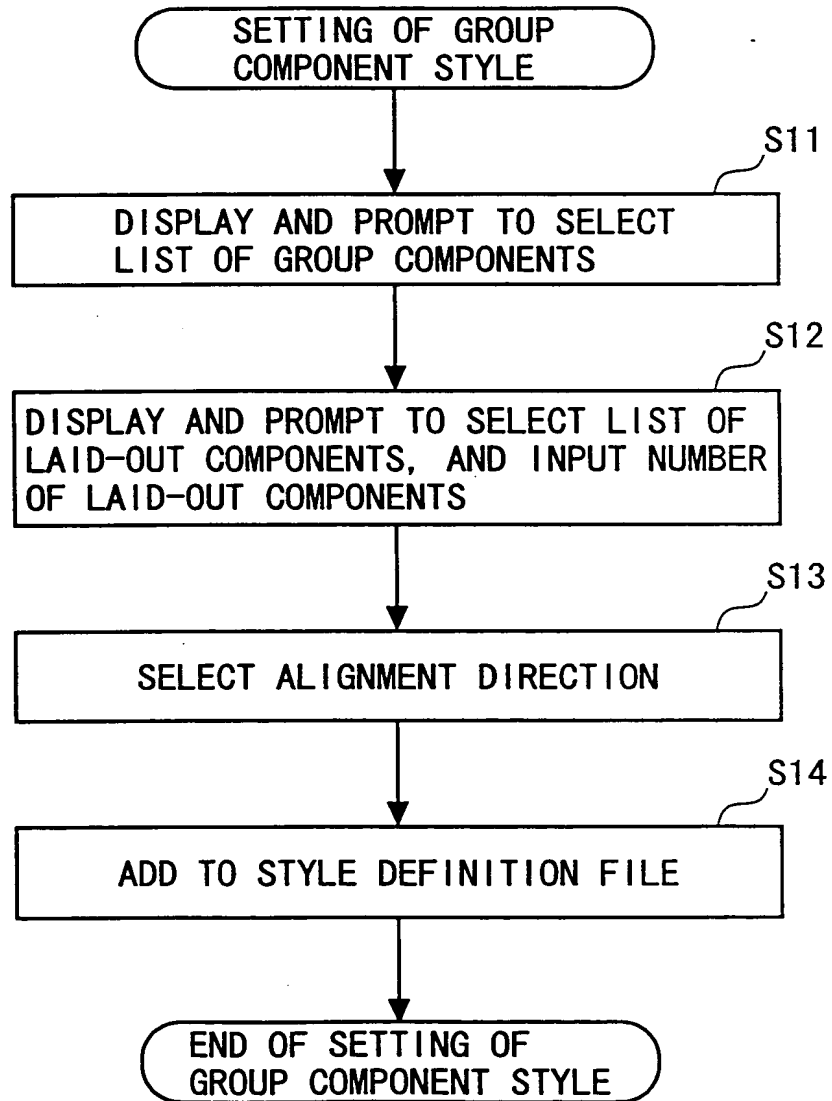 SETTING OF GROUP
COMPONENT STYLE
S11
DISPLAY AND PROMPT TO SELECT
LIST OF GROUP COMPONENTS
S12
DISPLAY AND PROMPT TO SELECT LIST OF
LAID-OUT COMPONENTS, AND INPUT NUMBER
OF LAID-OUT COMPONENTS
S13
SELECT ALIGNMENT DIRECTION
S14
ADD TO STYLE DEFINITION FILE
END OF SETTING OF
GROUP COMPONENT STYLE